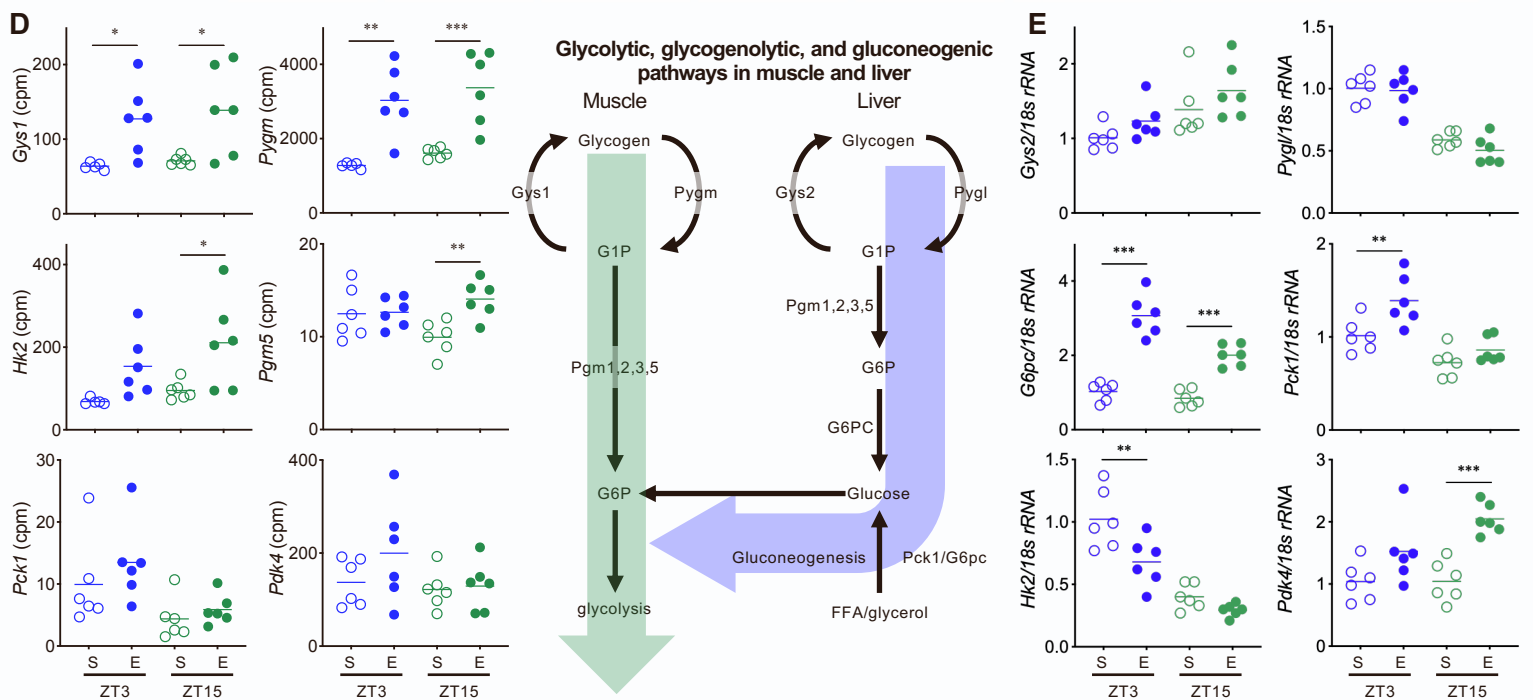 D
Gys1 (cpm)
200
100
0
*
*
Pygm (cpm)
4000
2000
0
**
***
Hk2 (cpm)
400
200
0
*
Pgm5 (cpm)
20
10
0
**
Pck1 (cpm)
30
20
10
0
S E S E
ZT3 ZT15
Pdk4 (cpm)
400
200
0
S E S E
ZT3 ZT15
Glycolytic, glycogenolytic, and gluconeogenic
pathways in muscle and liver
Muscle Liver
Glycogen Glycogen
Gys1 Pygm Gys2 Pygl
G1P G1P
Pgm1,2,3,5
Pgm1,2,3,5 G6P
G6PC
G6P Glucose
Gluconeogenesis Pck1/G6pc
glycolysis FFA/glycerol
E
Gys2/18s rRNA
2
1
0
Pygl/18s rRNA
1.5
1.0
0.5
0.0
G6pc/18s rRNA
4
2
0
***
***
Pck1/18s rRNA
2
1
0
**
Hk2/18s rRNA
1.5
1.0
0.5
0.0
**
S E S E
ZT3 ZT15
Pdk4/18s rRNA
3
2
1
0
***
S E S E
ZT3 ZT15